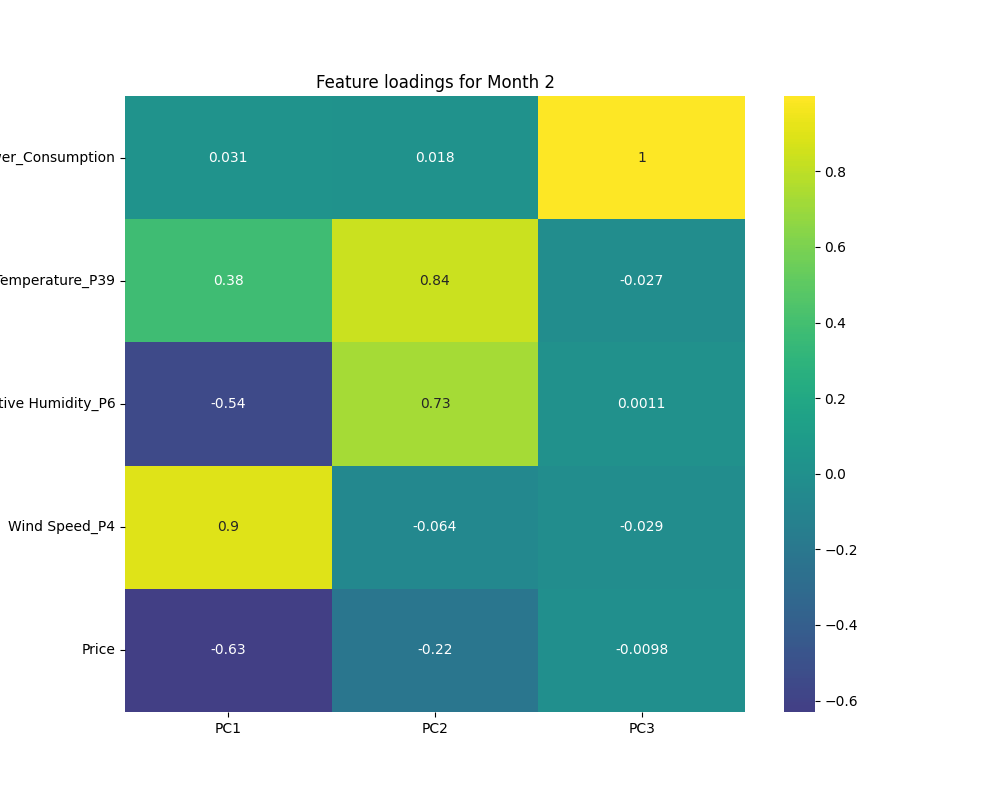 Feature loadings for Month 2
er_Consumption 0.031 0.018 1
Temperature_P39 0.38 0.84 -0.027
tive Humidity_P6 -0.54 0.73 0.0011
Wind Speed_P4 0.9 -0.064 -0.029
Price -0.63 -0.22 -0.0098
PC1 PC2 PC3
0.8
0.6
0.4
0.2
0.0
−0.2
−0.4
−0.6